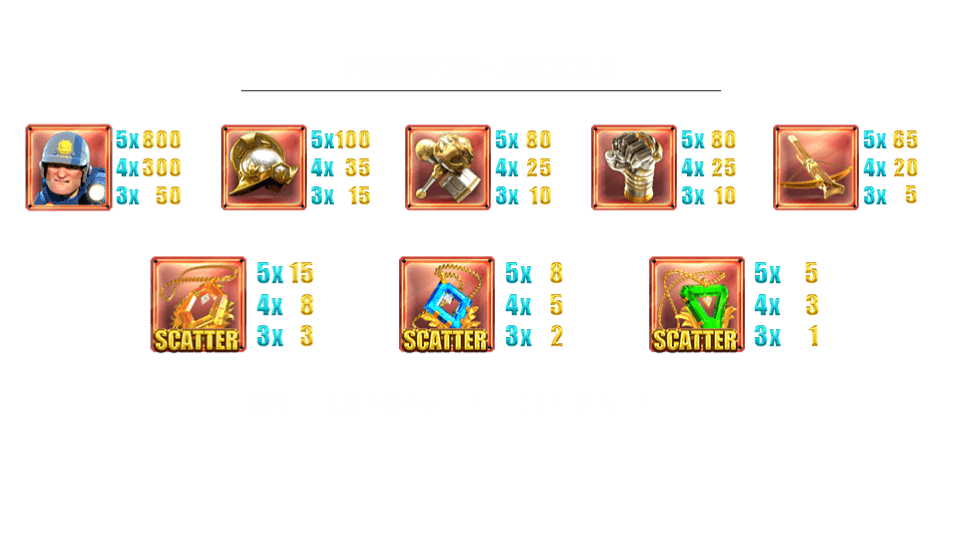 5x 800
4x 300
3x 50
5x 100
4x 35
3x 15
5x 80
4x 25
3x 10
5x 80
4x 25
3x 10
5x 65
4x 20
3x 5
SCATTER
5x 15
4x 8
3x 3
SCATTER
5x 8
4x 5
3x 2
SCATTER
5x 5
4x 3
3x 1